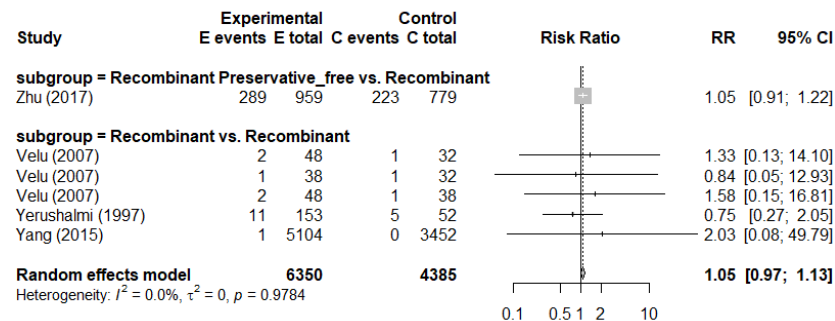 Experimental Control
Study E events E total C events C total Risk Ratio RR 95% CI
subgroup = Recombinant Preservative_free vs. Recombinant
Zhu (2017) 289 959 223 779 1.05 [0.91; 1.22]
subgroup = Recombinant vs. Recombinant
Velu (2007) 2 48 1 32 1.33 [0.13; 14.10]
Velu (2007) 1 38 1 32 0.84 [0.05; 12.93]
Velu (2007) 2 48 1 38 1.58 [0.15; 16.81]
Yerushalmi (1997) 11 153 5 52 0.75 [0.27; 2.05]
Yang (2015) 1 5104 0 3452 2.03 [0.08; 49.79]
Random effects model 6350 4385 1.05 [0.97; 1.13]
Heterogeneity: I² = 0.0%, τ² = 0, p = 0.9784
0.1 0.5 1 2 10